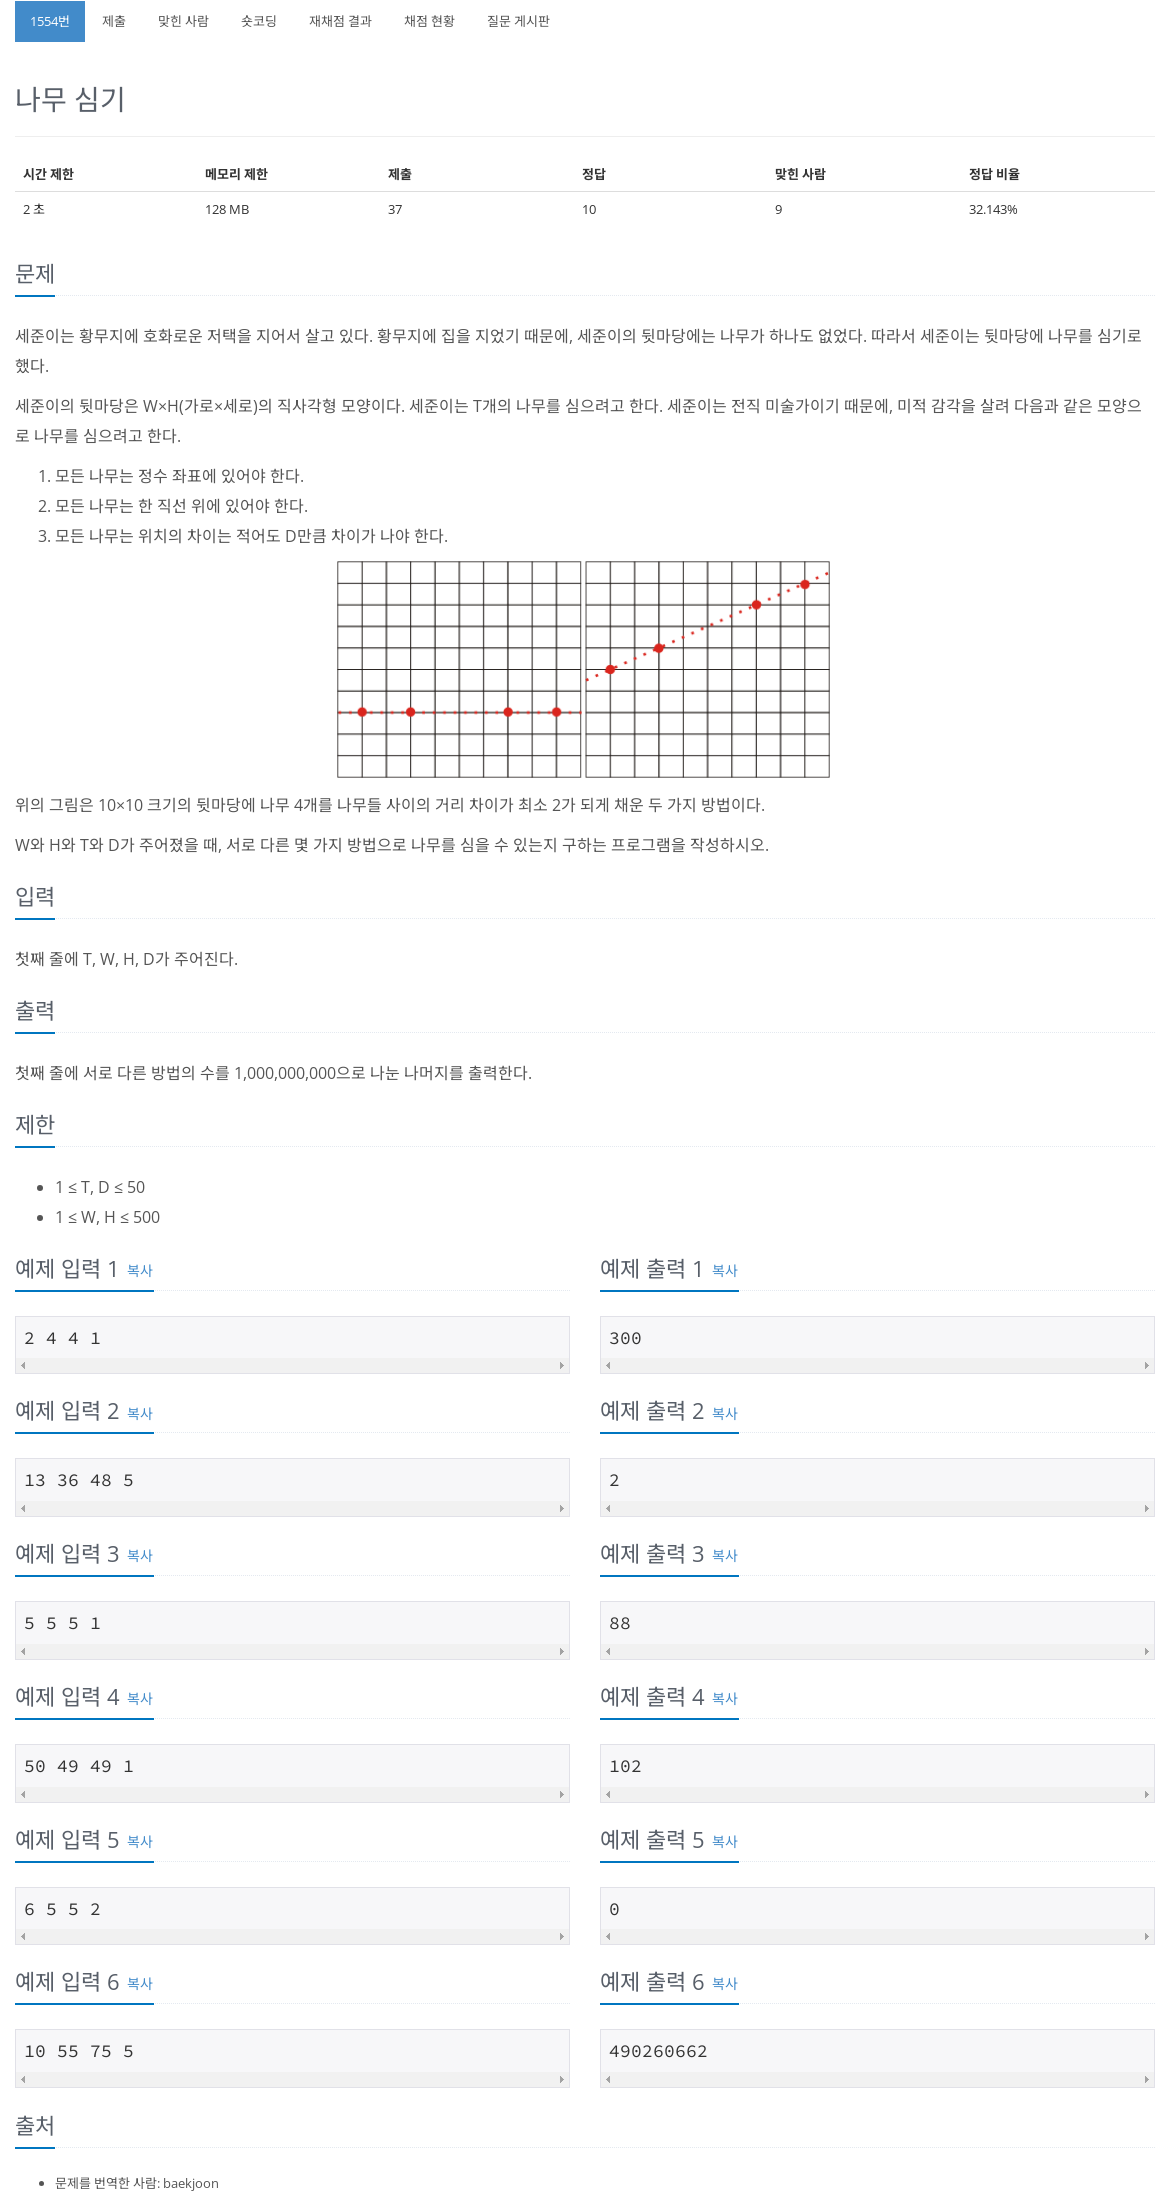 1554번 제출 맞힌 사람 숏코딩 재채점 결과 채점 현황 질문 게시판
나무 심기
시간 제한 메모리 제한 제출 정답 맞힌 사람 정답 비율
2 초 128 MB 37 10 9 32.143%
문제
세준이는 황무지에 호화로운 저택을 지어서 살고 있다. 황무지에 집을 지었기 때문에, 세준이의 뒷마당에는 나무가 하나도 없었다. 따라서 세준이는 뒷마당에 나무를 심기로
했다.
세준이의 뒷마당은 W×H(가로×세로)의 직사각형 모양이다. 세준이는 T개의 나무를 심으려고 한다. 세준이는 전직 미술가이기 때문에, 미적 감각을 살려 다음과 같은 모양으
로 나무를 심으려고 한다.
1. 모든 나무는 정수 좌표에 있어야 한다.
2. 모든 나무는 한 직선 위에 있어야 한다.
3. 모든 나무는 위치의 차이는 적어도 D만큼 차이가 나야 한다.
위의 그림은 10×10 크기의 뒷마당에 나무 4개를 나무들 사이의 거리 차이가 최소 2가 되게 채운 두 가지 방법이다.
W와 H와 T와 D가 주어졌을 때, 서로 다른 몇 가지 방법으로 나무를 심을 수 있는지 구하는 프로그램을 작성하시오.
입력
첫째 줄에 T, W, H, D가 주어진다.
출력
첫째 줄에 서로 다른 방법의 수를 1,000,000,000으로 나눈 나머지를 출력한다.
제한
• 1 ≤ T, D ≤ 50
• 1 ≤ W, H ≤ 500
예제 입력 1 복사 예제 출력 1 복사
2 4 4 1 300
예제 입력 2 복사 예제 출력 2 복사
13 36 48 5 2
예제 입력 3 복사 예제 출력 3 복사
5 5 5 1 88
예제 입력 4 복사 예제 출력 4 복사
50 49 49 1 102
예제 입력 5 복사 예제 출력 5 복사
6 5 5 2 0
예제 입력 6 복사 예제 출력 6 복사
10 55 75 5 490260662
출처
• 문제를 번역한 사람: baekjoon